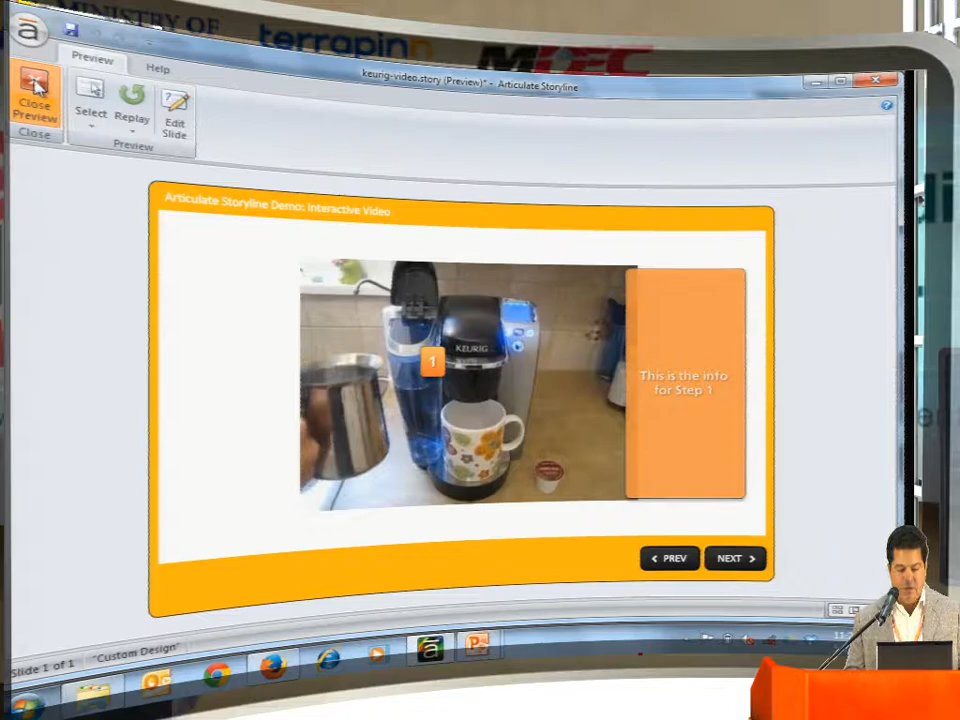 MINISTRY OF
terrapinn
MDEC
Preview
Help
keurig-video.story (Preview)* - Articulate Storyline
Close
Preview
Select
Replay
Edit
Slide
Close
Preview
Articulate Storyline Demo: Interactive Video
KEURIG
1
This is the info
for Step 1
PREV
NEXT
Slide 1 of 1
"Custom Design"